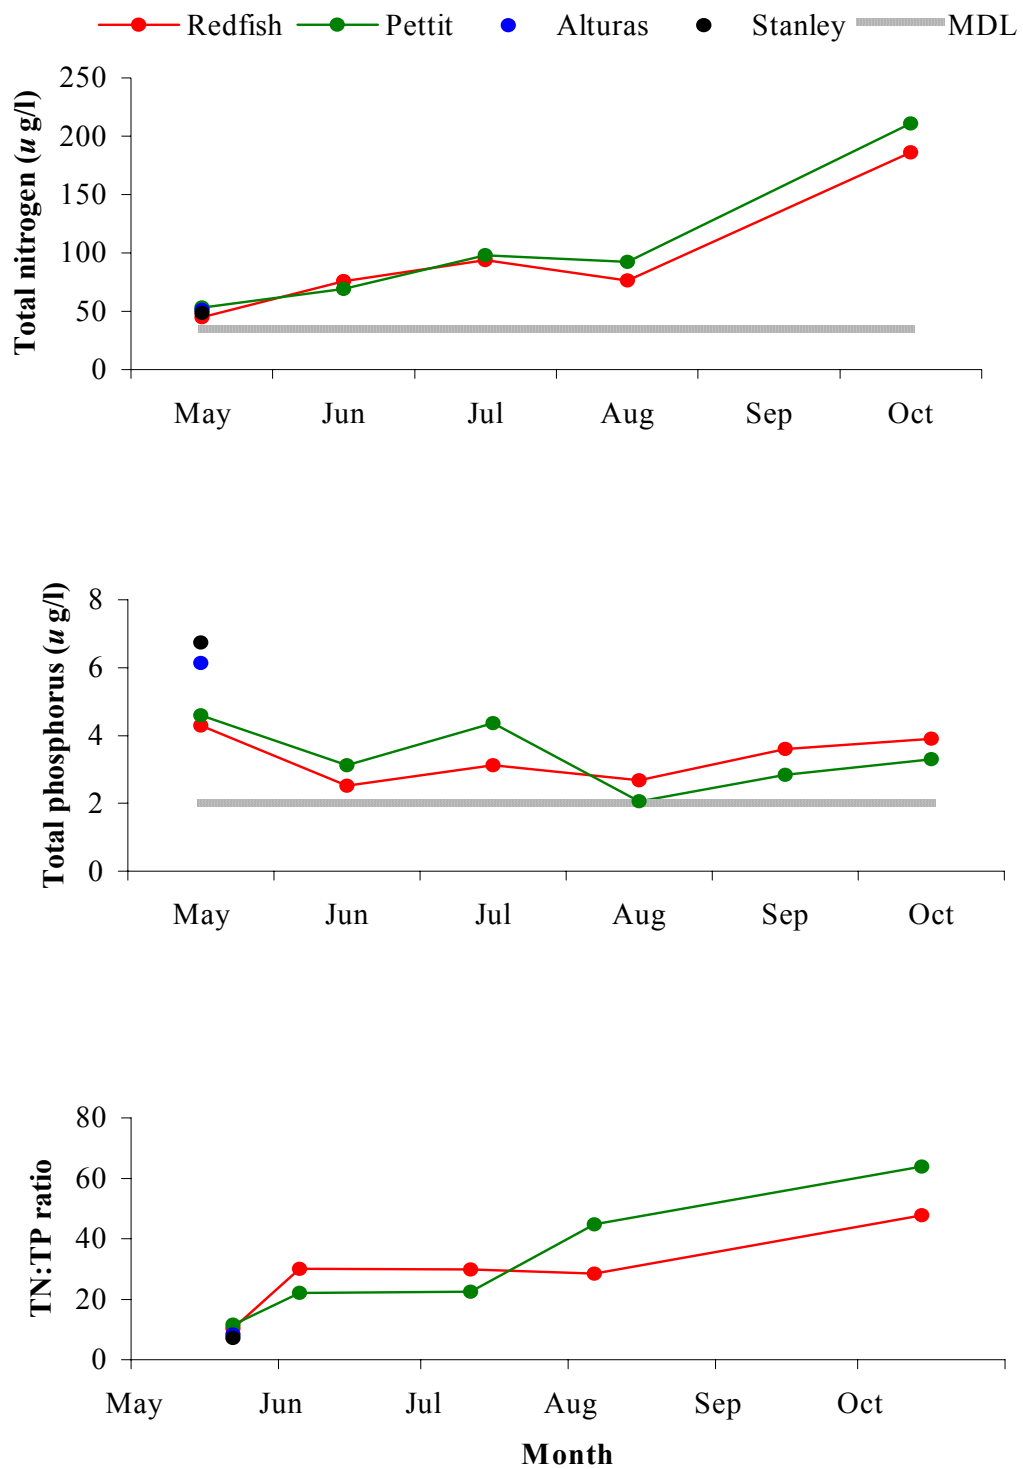 Redfish Pettit Alturas Stanley MDL
Total nitrogen (u g/l)
250
200
150
100
50
0
May Jun Jul Aug Sep Oct
Total phosphorus (u g/l)
8
6
4
2
0
May Jun Jul Aug Sep Oct
TN:TP ratio
80
60
40
20
0
May Jun Jul Aug Sep Oct
Month